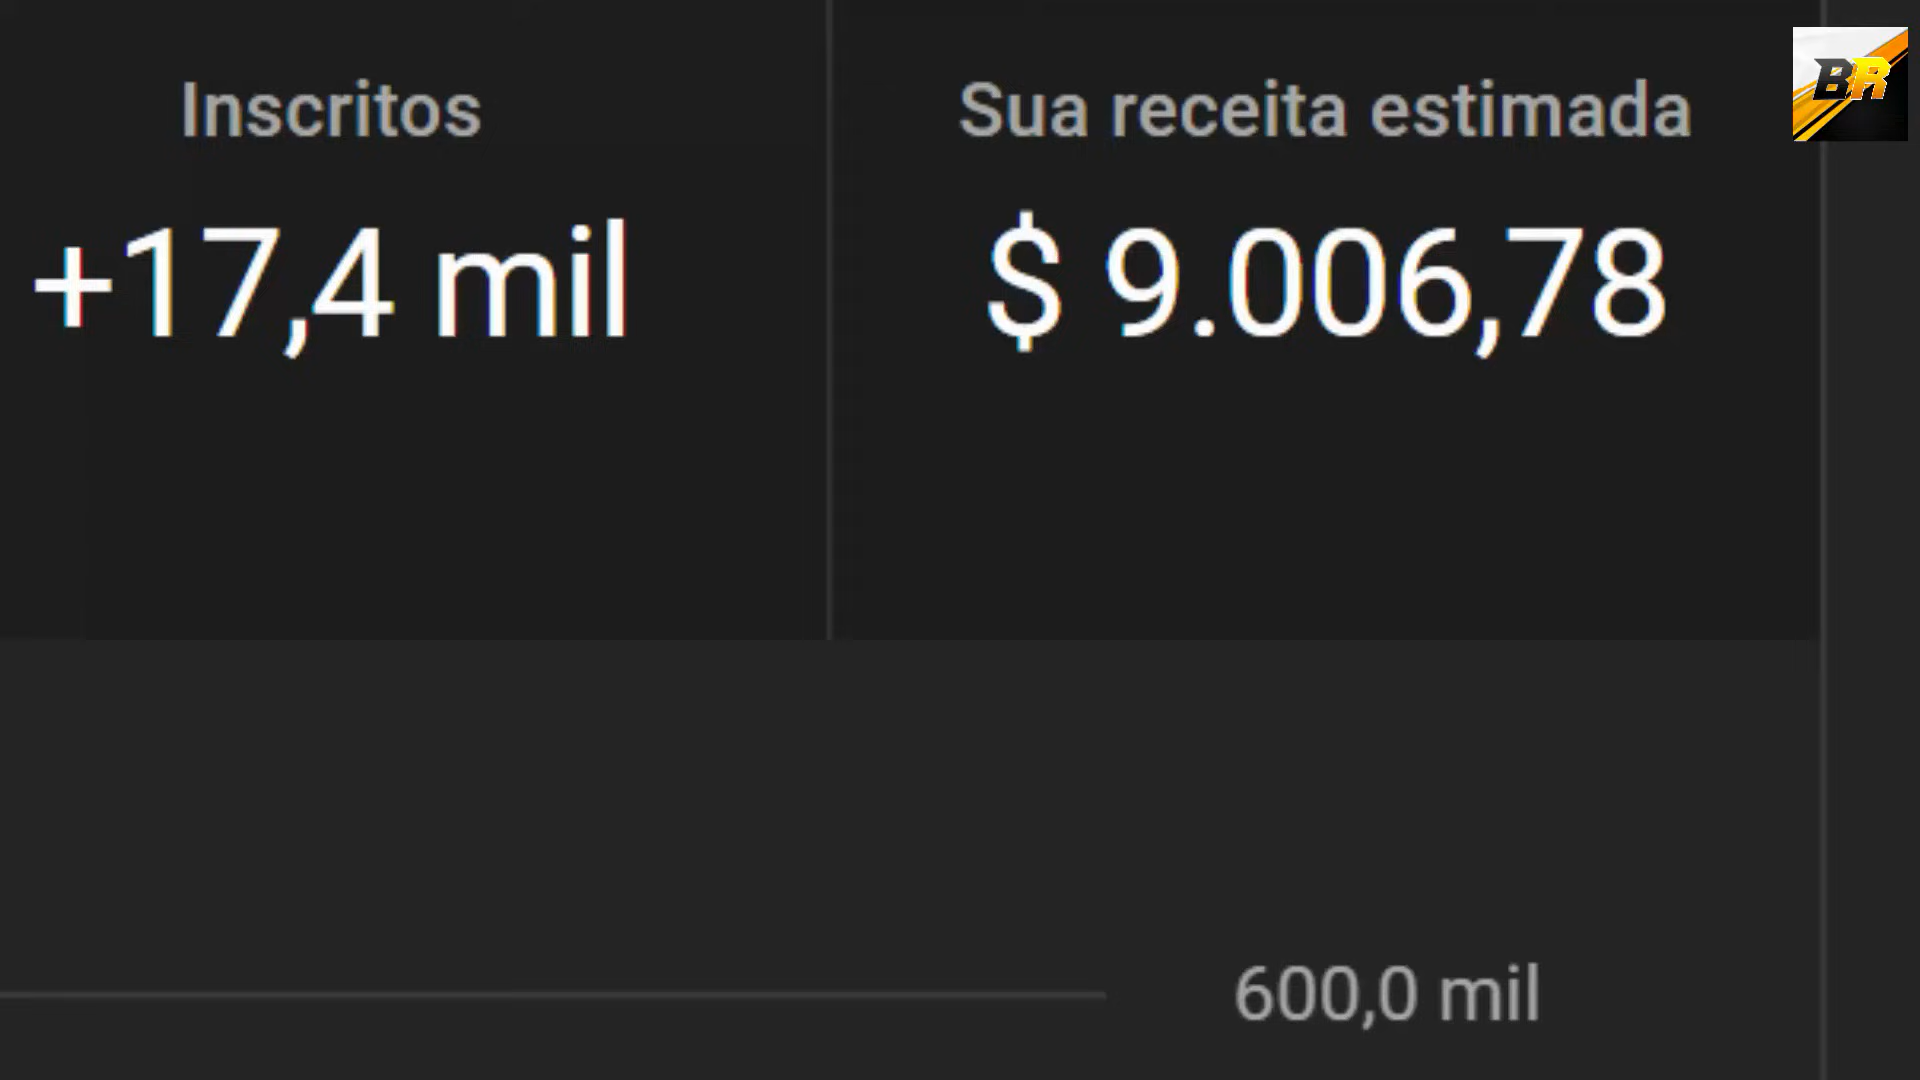 Inscritos
+17,4 mil
Sua receita estimada
$ 9.006,78
BR
600,0 mil